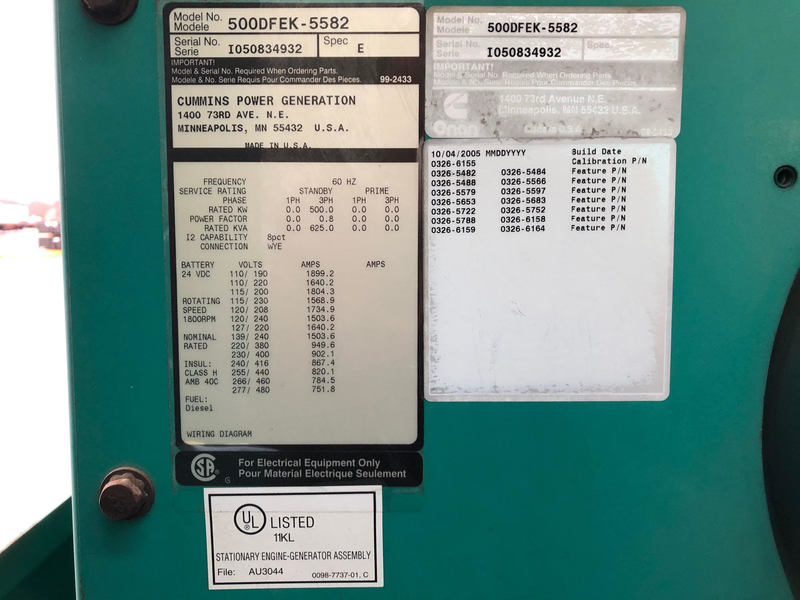 Model No. 500DFEK-5582
Modele
Serial No. I050834932 Spec E
Serie
IMPORTANT!
Model & Serial No. Required When Ordering Parts.
Modele & No. Serie Requis Pour Commander Des Pieces. 99-2433
CUMMINS POWER GENERATION
1400 73RD AVE. N.E.
MINNEAPOLIS, MN 55432 U.S.A.
MADE IN U.S.A.
FREQUENCY 60 HZ
SERVICE RATING STANDBY PRIME
PHASE 1PH 3PH 1PH 3PH
RATED KW 0.0 500.0 0.0 0.0
POWER FACTOR 0.0 0.8 0.0 0.0
RATED KVA 0.0 625.0 0.0 0.0
I2 CAPABILITY 8pct
CONNECTION WYE
BATTERY VOLTS AMPS AMPS
24 VDC 110/ 190 1899.2
110/ 220 1640.2
115/ 200 1804.3
ROTATING 115/ 230 1568.9
SPEED 120/ 208 1734.9
1800RPM 120/ 240 1503.6
127/ 220 1640.2
NOMINAL 139/ 240 1503.6
RATED 220/ 380 949.6
230/ 400 902.1
INSUL: 240/ 416 867.4
CLASS H 255/ 440 820.1
AMB 40C 266/ 460 784.5
277/ 480 751.8
FUEL:
Diesel
WIRING DIAGRAM
SA
G
For Electrical Equipment Only
Pour Material Electrique Seulement
UL LISTED
11KL
STATIONARY ENGINE-GENERATOR ASSEMBLY
File: AU3044 0098-7737-01, C
Model No. 500DFEK-5582
Modele
Serial No. I050834932 Spec
Serie
IMPORTANT!
Model & Serial No. Required When Ordering Parts.
Modele & No. Serie Requis Pour Commander Des Pieces.
1400 73rd Avenue N.E.
Minneapolis, MN 55432 U.S.A.
Onan
10/04/2005 MMDDYYYY Build Date
0326-6155 Calibration P/N
0326-5482 0326-5484 Feature P/N
0326-5488 0326-5566 Feature P/N
0326-5579 0326-5597 Feature P/N
0326-5653 0326-5683 Feature P/N
0326-5722 0326-5752 Feature P/N
0326-5788 0326-6158 Feature P/N
0326-6159 0326-6164 Feature P/N